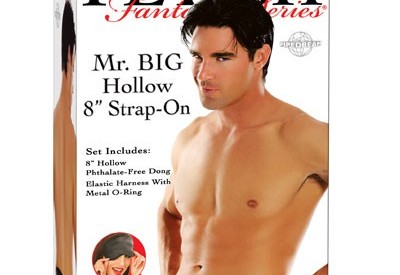 Fantasy Series®
PIPEDREAM
Mr. BIG
Hollow
8" Strap-On
Set Includes:
8" Hollow
Phthalate-Free Dong
Elastic Harness With
Metal O-Ring